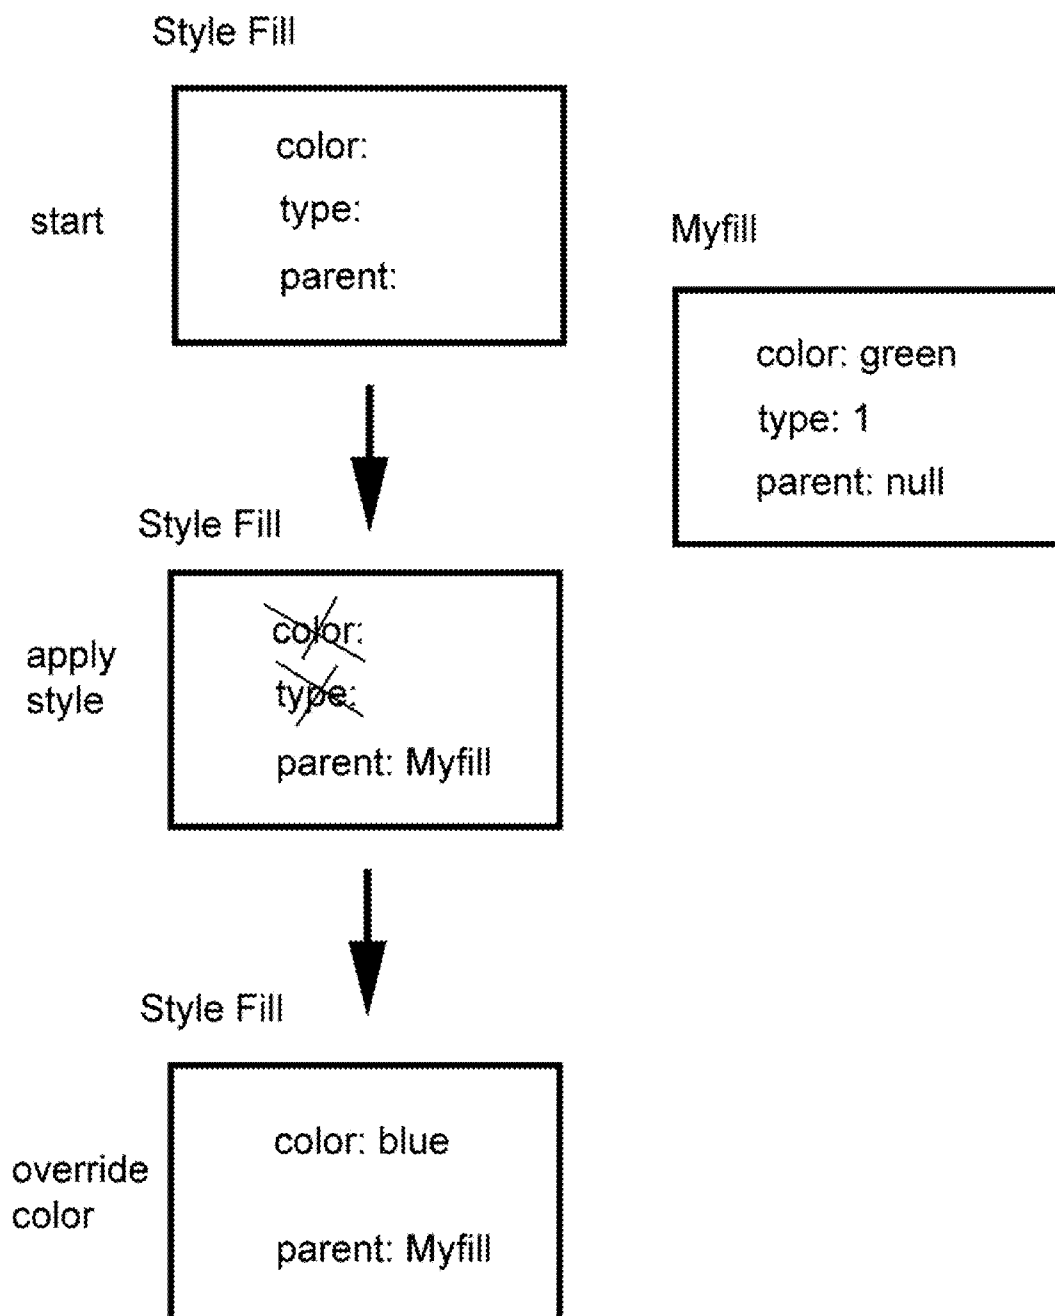 Style Fill
start
color:
type:
parent:
Myfill
color: green
type: 1
parent: null
Style Fill
apply
style
color:
type:
parent: Myfill
Style Fill
override
color
color: blue
parent: Myfill